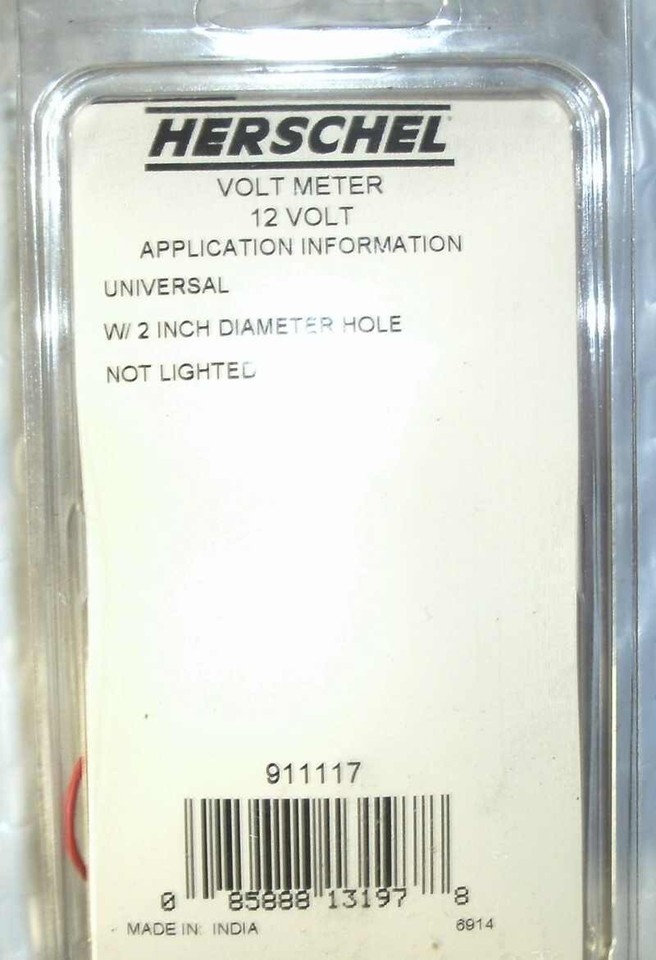 HERSCHEL
VOLT METER
12 VOLT
APPLICATION INFORMATION
UNIVERSAL
W/ 2 INCH DIAMETER HOLE
NOT LIGHTED
911117
0 85888 13197 8
MADE IN: INDIA 6914